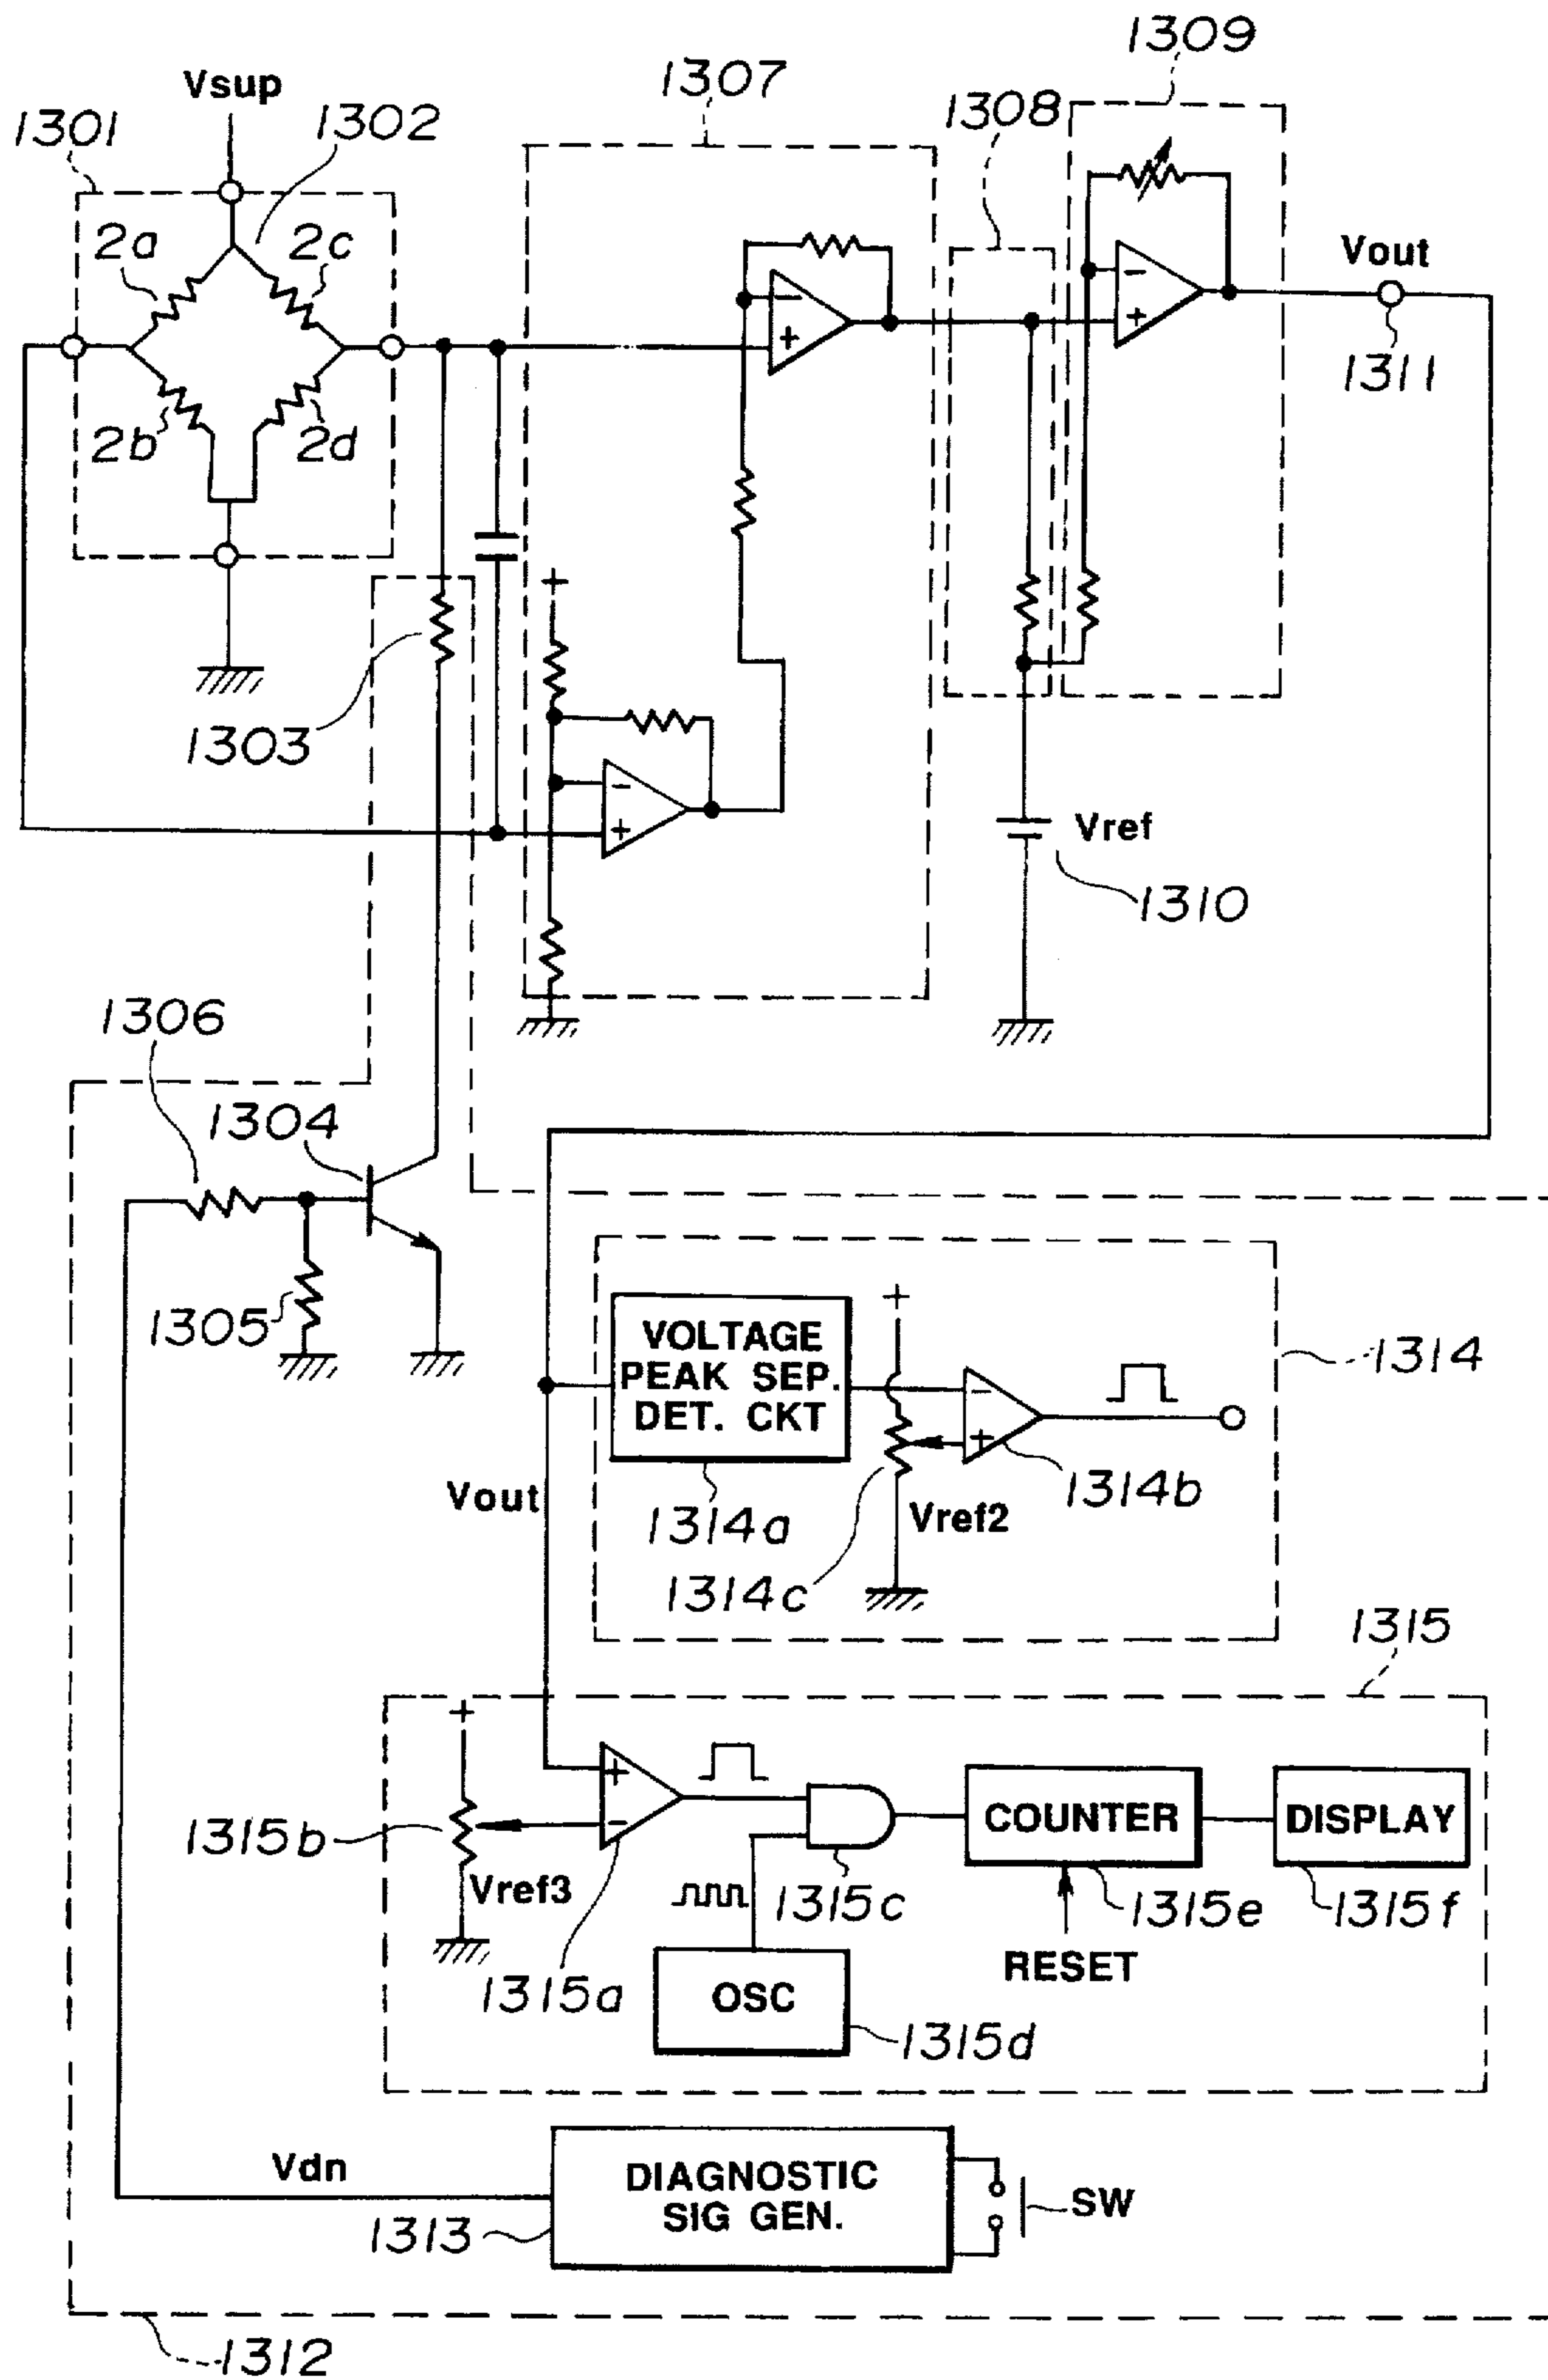 1309
1307
Vsup
1308
1301
1302
2a
2c
Vout
-
+
-
+
1311
2b
2d
+
1303
-
+
Vref
1310
1306
1304
1305
+
VOLTAGE
PEAK SEP.
DET. CKT
-
+
1314
1314b
Vout
1314a
Vref2
1314c
1315
+
+
-
1315b
COUNTER
DISPLAY
Vref3
1315c
1315e
1315f
RESET
1315a
OSC
1315d
Vdn
DIAGNOSTIC
SIG GEN.
SW
1313
1312